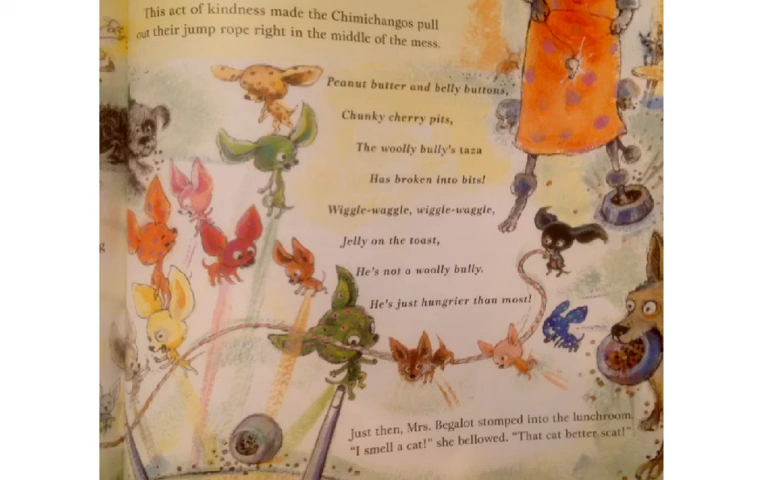 This act of kindness made the Chimichangos pull
out their jump rope right in the middle of the mess.
Peanut butter and belly buttons,
Chunky cherry pits,
The woolly bully's taza
Has broken into bits!
Wiggle-waggle, wiggle-waggle,
Jelly on the toast,
He's not a woolly bully.
He's just hungrier than most!
g
Just then, Mrs. Begalot stomped into the lunchroom.
"I smell a cat!" she bellowed. "That cat better scat!"